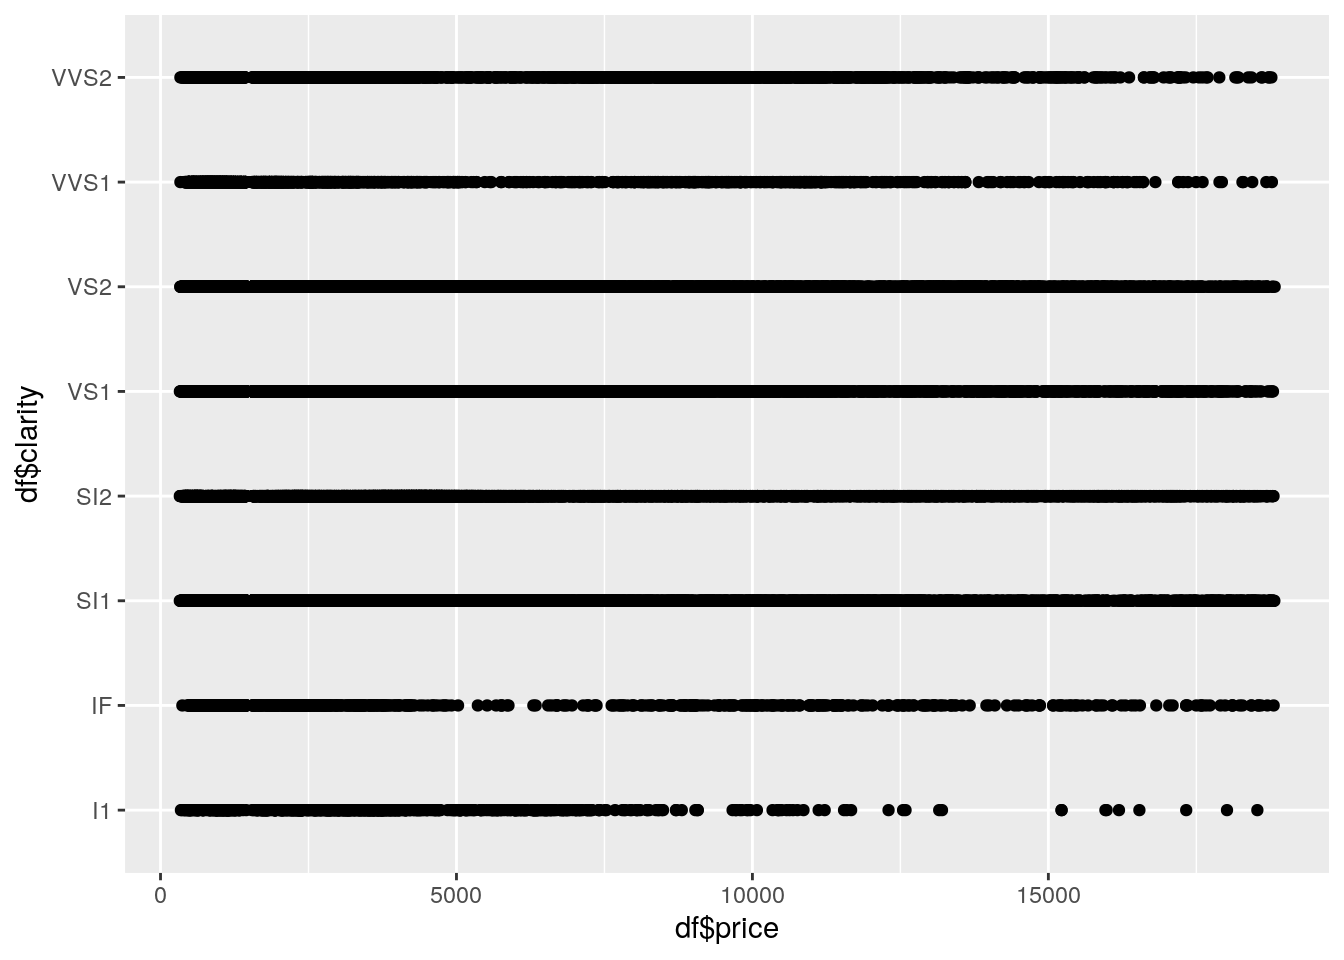 VVS2
VVS1
VS2
VS1
SI2
SI1
IF
I1
df$clarity
0 5000 10000 15000
df$price